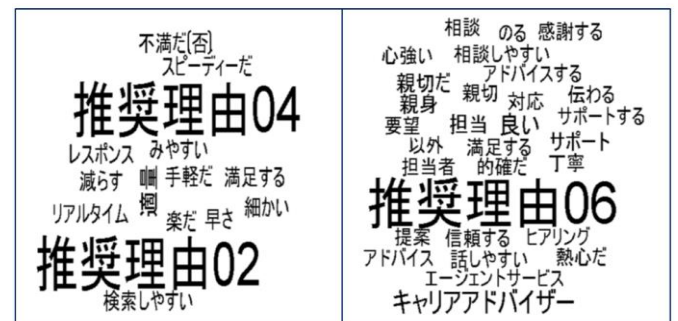 不満だ(否)
スピーディーだ
推奨理由04
レスポンス みやすい
減らす 適量 手軽だ 満足する
リアルタイム 楽だ 早さ 細かい
推奨理由02
検索しやすい
相談 のる 感謝する
心強い 相談しやすい
アドバイスする
親切だ 親切 対応 伝わる
親身 サポートする
要望 担当 良い
以外 満足する サポート
担当者 的確だ 丁寧
推奨理由06
提案 信頼する ヒアリング
アドバイス 話しやすい 熱心だ
エージェントサービス
キャリアアドバイザー